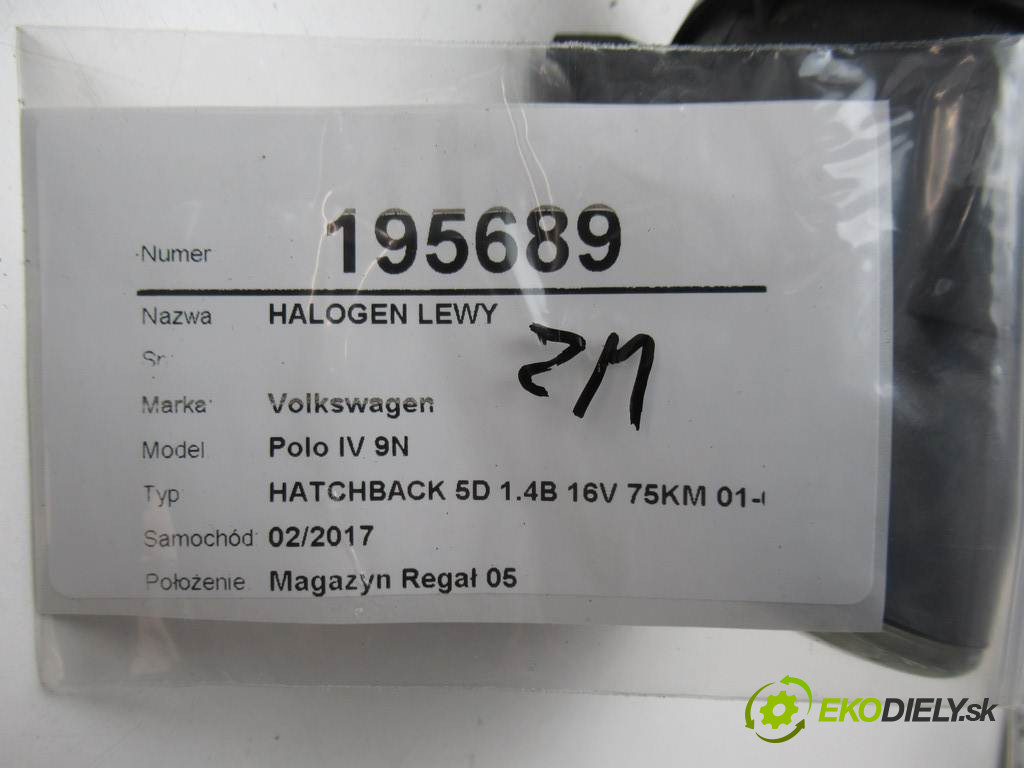 Numer 195689
Nazwa HALOGEN LEWY
Marka Volkswagen
Model Polo IV 9N
Typ HATCHBACK 5D 1.4B 16V 75KM 01-
Samochód 02/2017
Położenie Magazyn Regał 05
EKODIELY.sk